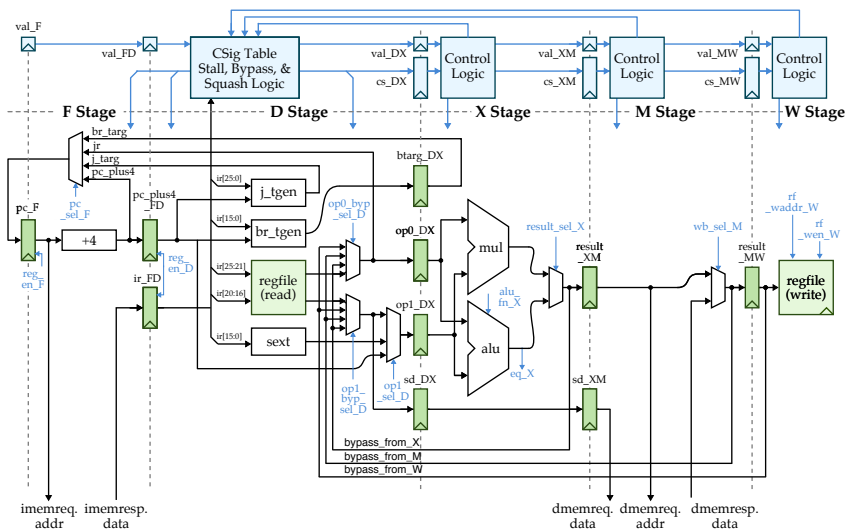 val_F
val_FD
CSig Table
Stall, Bypass, &
Squash Logic
val_DX
cs_DX
Control
Logic
val_XM
cs_XM
Control
Logic
val_MW
cs_MW
Control
Logic
F Stage
D Stage
X Stage
M Stage
W Stage
br_targ
jr
j_targ
pc_plus4
pc
_sel_F
pc_F
+4
pc_plus4
_FD
reg_
en_F
reg_
en_D
ir_FD
ir[25:0]
j_tgen
ir[15:0]
br_tgen
ir[25:21]
ir[20:16]
regfile
(read)
ir[15:0]
sext
op0_byp
_sel_D
op1_
byp_
sel_D
op1
_sel_D
btarg_DX
op0_DX
op1_DX
sd_DX
mul
alu
alu_
fn_X
eq_X
result_sel_X
result
_XM
sd_XM
wb_sel_M
result
_MW
rf
_waddr_W
rf
_wen_W
regfile
(write)
bypass_from_X
bypass_from_M
bypass_from_W
imemreq.
addr
imemresp.
data
dmemreq.
data
dmemreq.
addr
dmemresp.
data